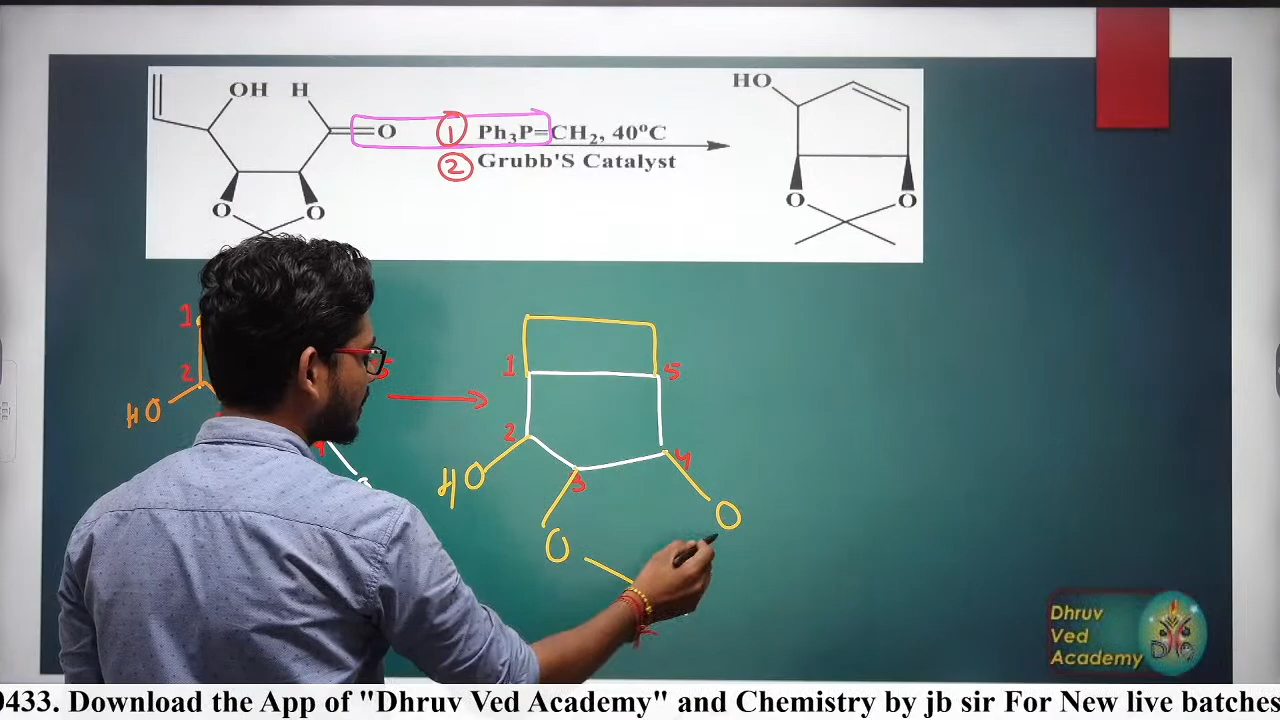 OH H
O
1 Ph3P=CH2, 40°C
2 Grubb'S Catalyst
O O
HO
O O
1
2
HO
5
4
1 5
2
3
4
HO
O
O
Dhruv
Ved
Academy
0433. Download the App of "Dhruv Ved Academy" and Chemistry by jb sir For New live batches